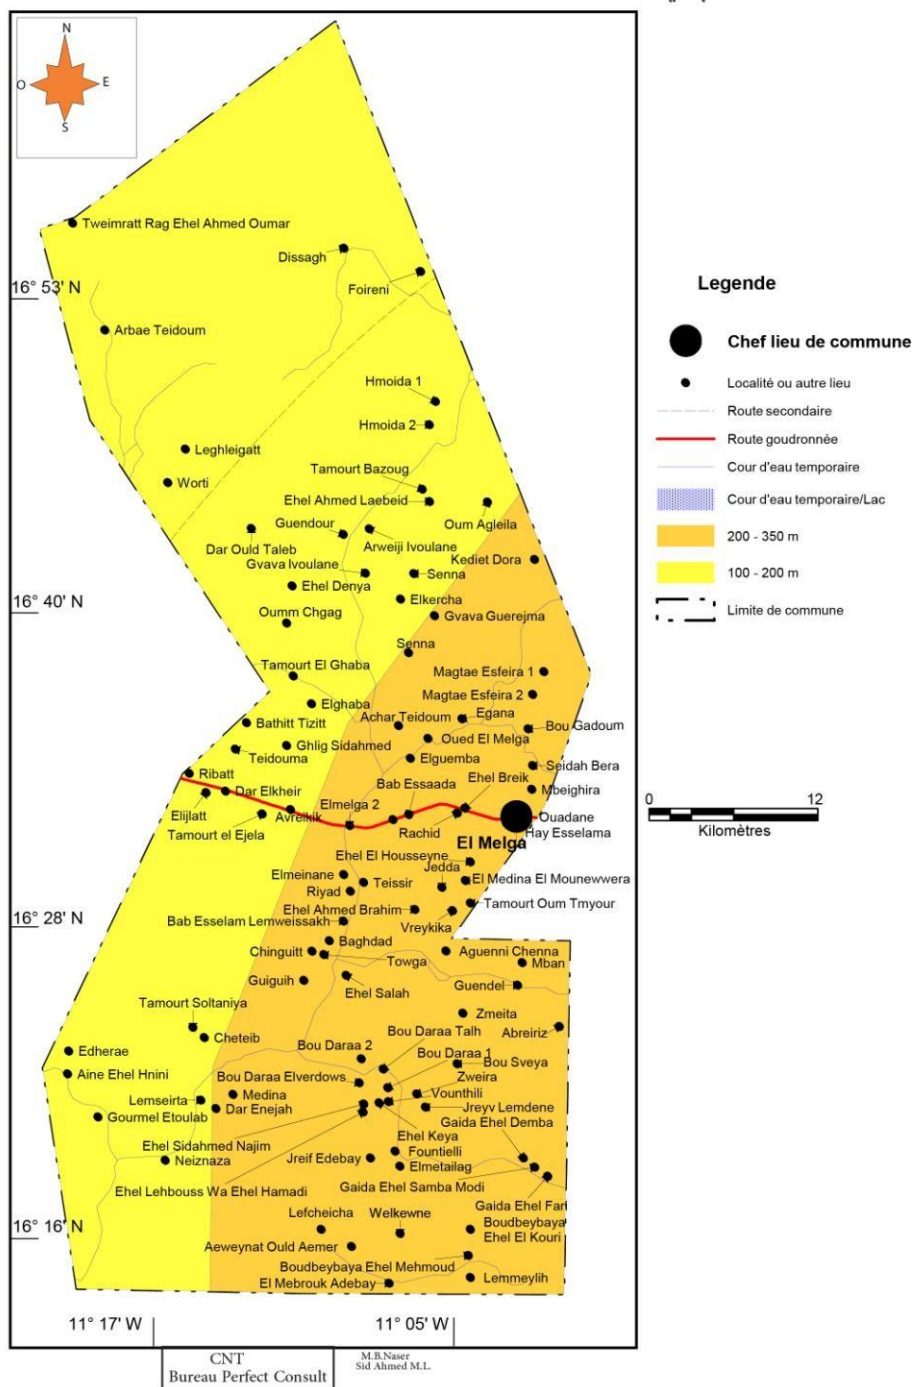 N
O
E
S
Tweimratt Rag Ehel Ahmed Oumar
Dissagh
Foireni
16° 53' N
Arbae Teidoum
Hmoida 1
Hmoida 2
Leghleigatt
Tamourt Bazoug
Worti
Ehel Ahmed Laebeid
Guendour
Oum Agleila
Dar Ould Taleb
Arweiji Ivoulane
Gvava Ivoulane
Kediet Dora
Senna
Ehel Denya
16° 40' N
Elkercha
Oumm Chgag
Gvava Guerejma
Senna
Tamourt El Ghaba
Magtae Esfeira 1
Magtae Esfeira 2
Elghaba
Egana
Achar Teidoum
Bathitt Tizitt
Bou Gadoum
Oued El Melga
Ghlig Sidahmed
Teidouma
Elguemba
Seidah Bera
Ribatt
Ehel Breik
Bab Essaada
Mbeighira
Dar Elkheir
Elmelga 2
Elijlatt
Avreikik
Ouadane
Tamourt el Ejela
Rachid
Hay Esselama
El Melga
Ehel El Housseyne
Jedda
Elmeinane
Teissir
El Medina El Mounewwera
Riyad
Ehel Ahmed Brahim
Tamourt Oum Tmyour
Bab Esselam Lemweissakh
Vreykika
16° 28' N
Baghdad
Chinguitt
Aguenni Chenna
Towga
Mban
Guiguih
Ehel Salah
Guendel
Tamourt Soltaniya
Zmeita
Cheteib
Bou Daraa Talh
Abreiriz
Edherae
Bou Daraa 2
Bou Daraa 1
Bou Sveya
Aine Ehel Hnini
Bou Daraa Elverdows
Zweira
Medina
Vounthili
Lemseirta
Dar Enejah
Jreyv Lemdene
Gourmel Etoulab
Gaida Ehel Demba
Ehel Sidahmed Najim
Ehel Keya
Neiznaza
Jreif Edebay
Fountielli
Elmetailag
Ehel Lehbouss Wa Ehel Hamadi
Gaida Ehel Samba Modi
Gaida Ehel Fari
Lefcheicha
Welkewne
Boudbeybaya
Ehel El Kouri
16° 16' N
Aeweynat Ould Aemer
Boudbeybaya Ehel Mehmoud
El Mebrouk Adebay
Lemmeylih
11° 17' W
11° 05' W
CNT
Bureau Perfect Consult
M.B.Naser
Sid Ahmed M.L.
Legende
Chef lieu de commune
Localité ou autre lieu
Route secondaire
Route goudronnée
Cour d'eau temporaire
Cour d'eau temporaire/Lac
200 - 350 m
100 - 200 m
Limite de commune
0
12
Kilomètres